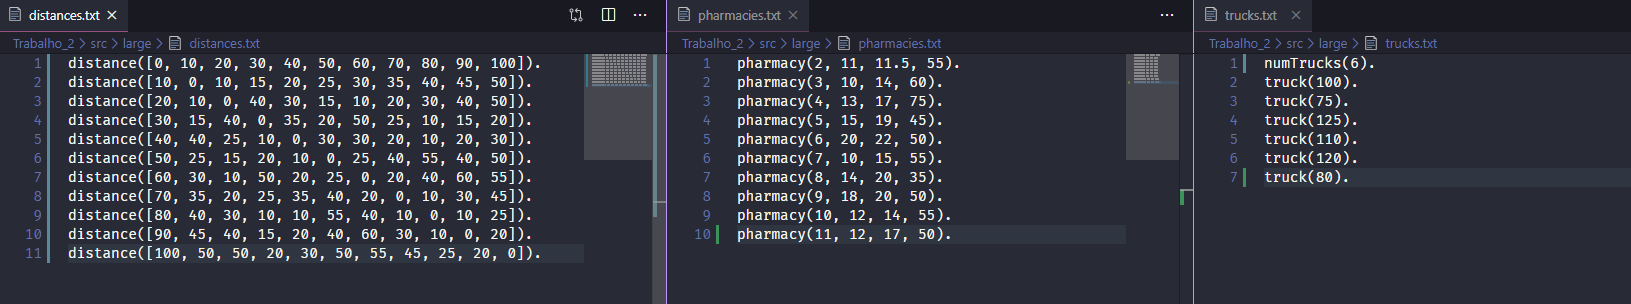 distances.txt
Trabalho_2 > src > large > distances.txt
1 distance([0, 10, 20, 30, 40, 50, 60, 70, 80, 90, 100]).
2 distance([10, 0, 10, 15, 20, 25, 30, 35, 40, 45, 50]).
3 distance([20, 10, 0, 40, 30, 15, 10, 20, 30, 40, 50]).
4 distance([30, 15, 40, 0, 35, 20, 50, 25, 10, 15, 20]).
5 distance([40, 40, 25, 10, 0, 30, 30, 20, 10, 20, 30]).
6 distance([50, 25, 15, 20, 10, 0, 25, 40, 55, 40, 50]).
7 distance([60, 30, 10, 50, 20, 25, 0, 20, 40, 60, 55]).
8 distance([70, 35, 20, 25, 35, 40, 20, 0, 10, 30, 45]).
9 distance([80, 40, 30, 10, 10, 55, 40, 10, 0, 10, 25]).
10 distance([90, 45, 40, 15, 20, 40, 60, 30, 10, 0, 20]).
11 distance([100, 50, 50, 20, 30, 50, 55, 45, 25, 20, 0]).
pharmacies.txt
Trabalho_2 > src > large > pharmacies.txt
1 pharmacy(2, 11, 11.5, 55).
2 pharmacy(3, 10, 14, 60).
3 pharmacy(4, 13, 17, 75).
4 pharmacy(5, 15, 19, 45).
5 pharmacy(6, 20, 22, 50).
6 pharmacy(7, 10, 15, 55).
7 pharmacy(8, 14, 20, 35).
8 pharmacy(9, 18, 20, 50).
9 pharmacy(10, 12, 14, 55).
10 pharmacy(11, 12, 17, 50).
trucks.txt
Trabalho_2 > src > large > trucks.txt
1 numTrucks(6).
2 truck(100).
3 truck(75).
4 truck(125).
5 truck(110).
6 truck(120).
7 truck(80).